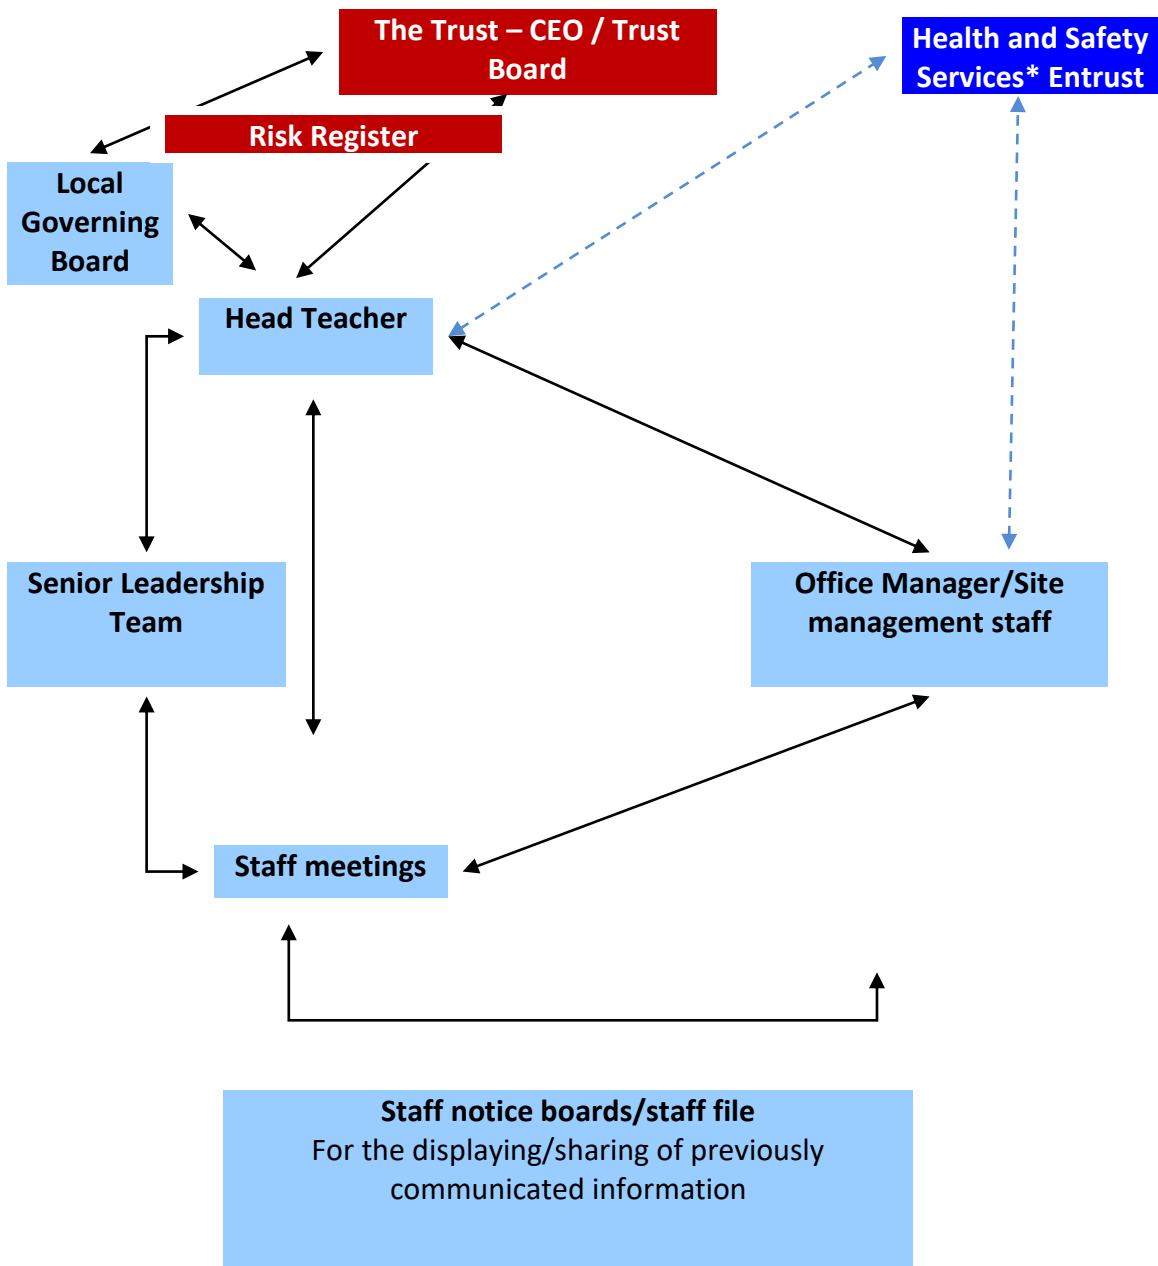 The Trust – CEO / Trust
Board
Health and Safety
Services* Entrust
Risk Register
Local
Governing
Board
Head Teacher
Senior Leadership
Team
Office Manager/Site
management staff
Staff meetings
Staff notice boards/staff file
For the displaying/sharing of previously
communicated information